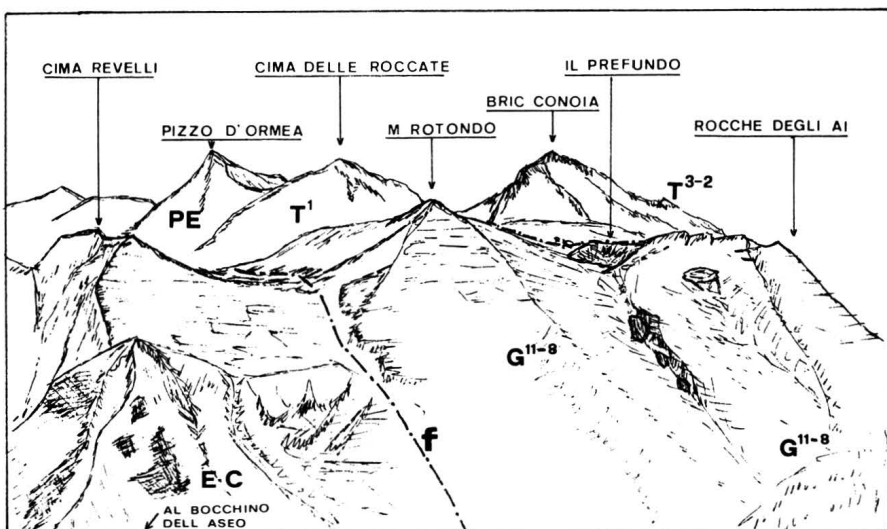 CIMA REVELLI
CIMA DELLE ROCCATE
IL PREFUNDO
BRIC CONOIA
PIZZO D'ORMEA
M ROTONDO
ROCCHE DEGLI AI
PE
T¹
T³⁻²
G¹¹⁻⁸
f
G¹¹⁻⁸
E-C
AL BOCCHINO
DELL ASEO